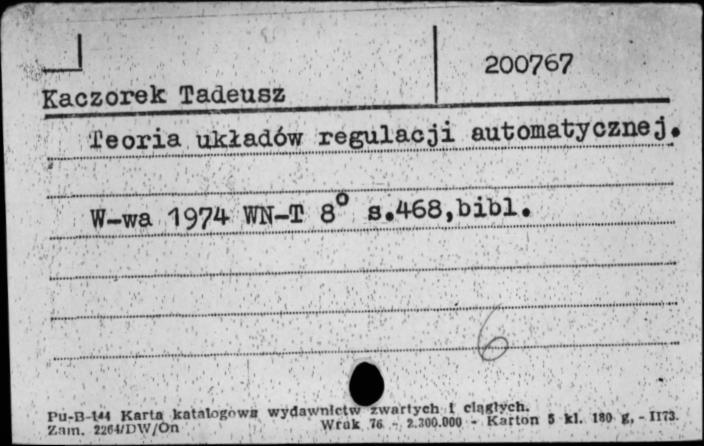 200767
Kaczorek Tadeusz
Teoria układów regulacji automatycznej.
W-wa 1974 WN-T 8° s.468,bibl.
6
Pu-B-144 Karta katalogowa wydawnictw zwartych i ciągłych.
Zam. 2264/DW/On Wrak 76 - 2.300.000 - Karton 5 kl. 180 g, - II73.